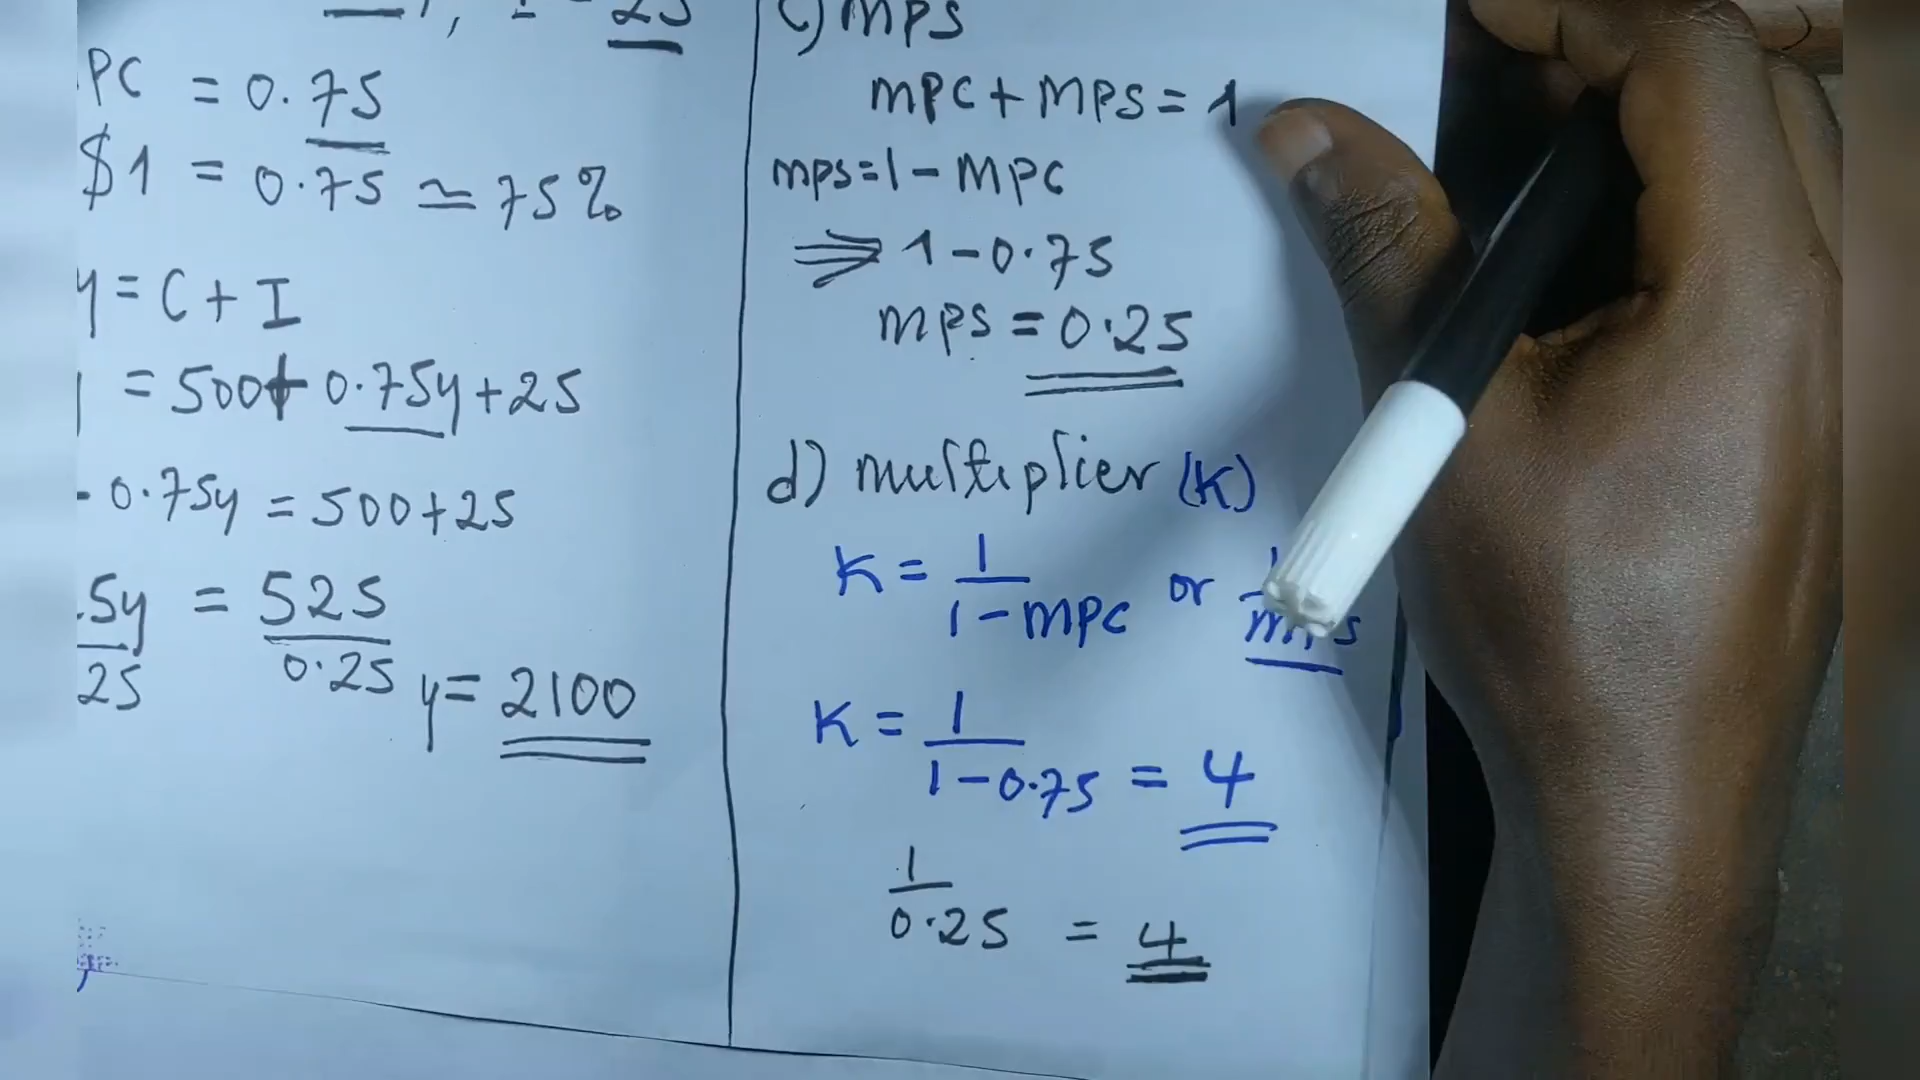 PC = 0.75
$1 = 0.75 ≃ 75%
y = C + I
= 500 + 0.75y + 25
- 0.75y = 500 + 25
.5y = 525
25 0.25 y = 2100
c) mps
mpc + mps = 1
mps = 1 - mpc
⇒ 1 - 0.75
mps = 0.25
d) multiplier (K)
K = 1 or 1
1 - mpc mps
K = 1
1 - 0.75 = 4
1
0.25 = 4